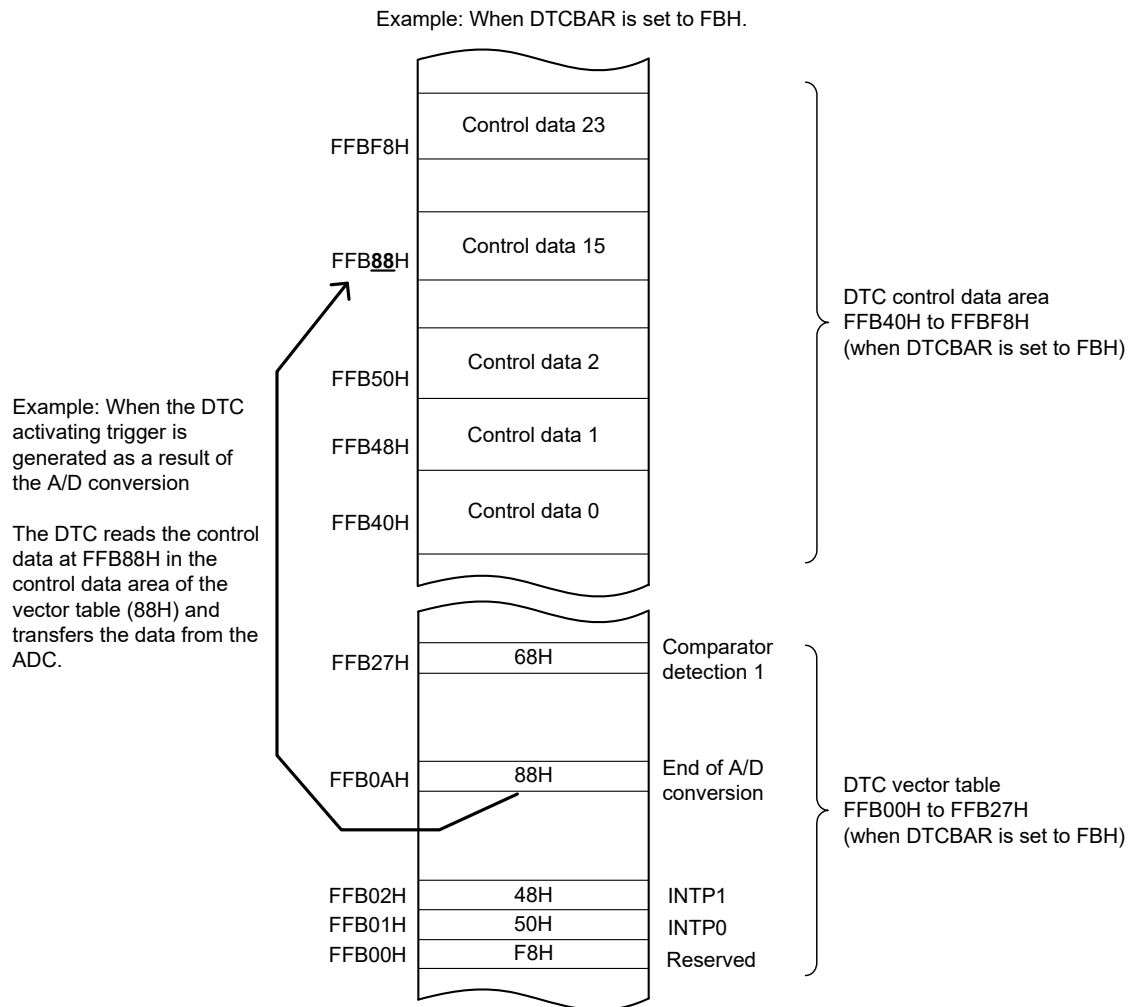 Example: When DTCBAR is set to FBH.
Control data 23
FFBF8H
Control data 15
FFB88H
DTC control data area
FFB40H to FFBF8H
(when DTCBAR is set to FBH)
Control data 2
FFB50H
Example: When the DTC
activating trigger is
generated as a result of
the A/D conversion
Control data 1
FFB48H
Control data 0
FFB40H
The DTC reads the control
data at FFB88H in the
control data area of the
vector table (88H) and
transfers the data from the
ADC.
FFB27H
68H
Comparator
detection 1
FFB0AH
88H
End of A/D
conversion
DTC vector table
FFB00H to FFB27H
(when DTCBAR is set to FBH)
FFB02H
48H
INTP1
FFB01H
50H
INTP0
FFB00H
F8H
Reserved